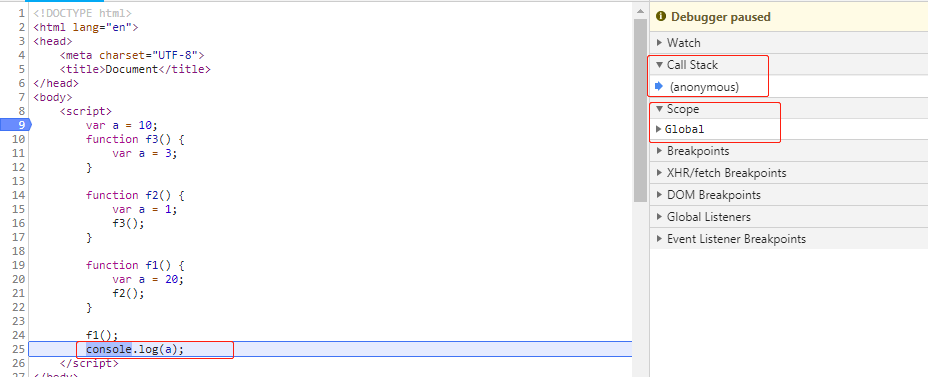 1 <!DOCTYPE html>
2 <html lang="en">
3 <head>
4 <meta charset="UTF-8">
5 <title>Document</title>
6 </head>
7 <body>
8 <script>
9 var a = 10;
10 function f3() {
11 var a = 3;
12 }
13
14 function f2() {
15 var a = 1;
16 f3();
17 }
18
19 function f1() {
20 var a = 20;
21 f2();
22 }
23
24 f1();
25 console.log(a);
26 </script>
27 </body>
Debugger paused
Watch
Call Stack
(anonymous)
Scope
Global
Breakpoints
XHR/fetch Breakpoints
DOM Breakpoints
Global Listeners
Event Listener Breakpoints